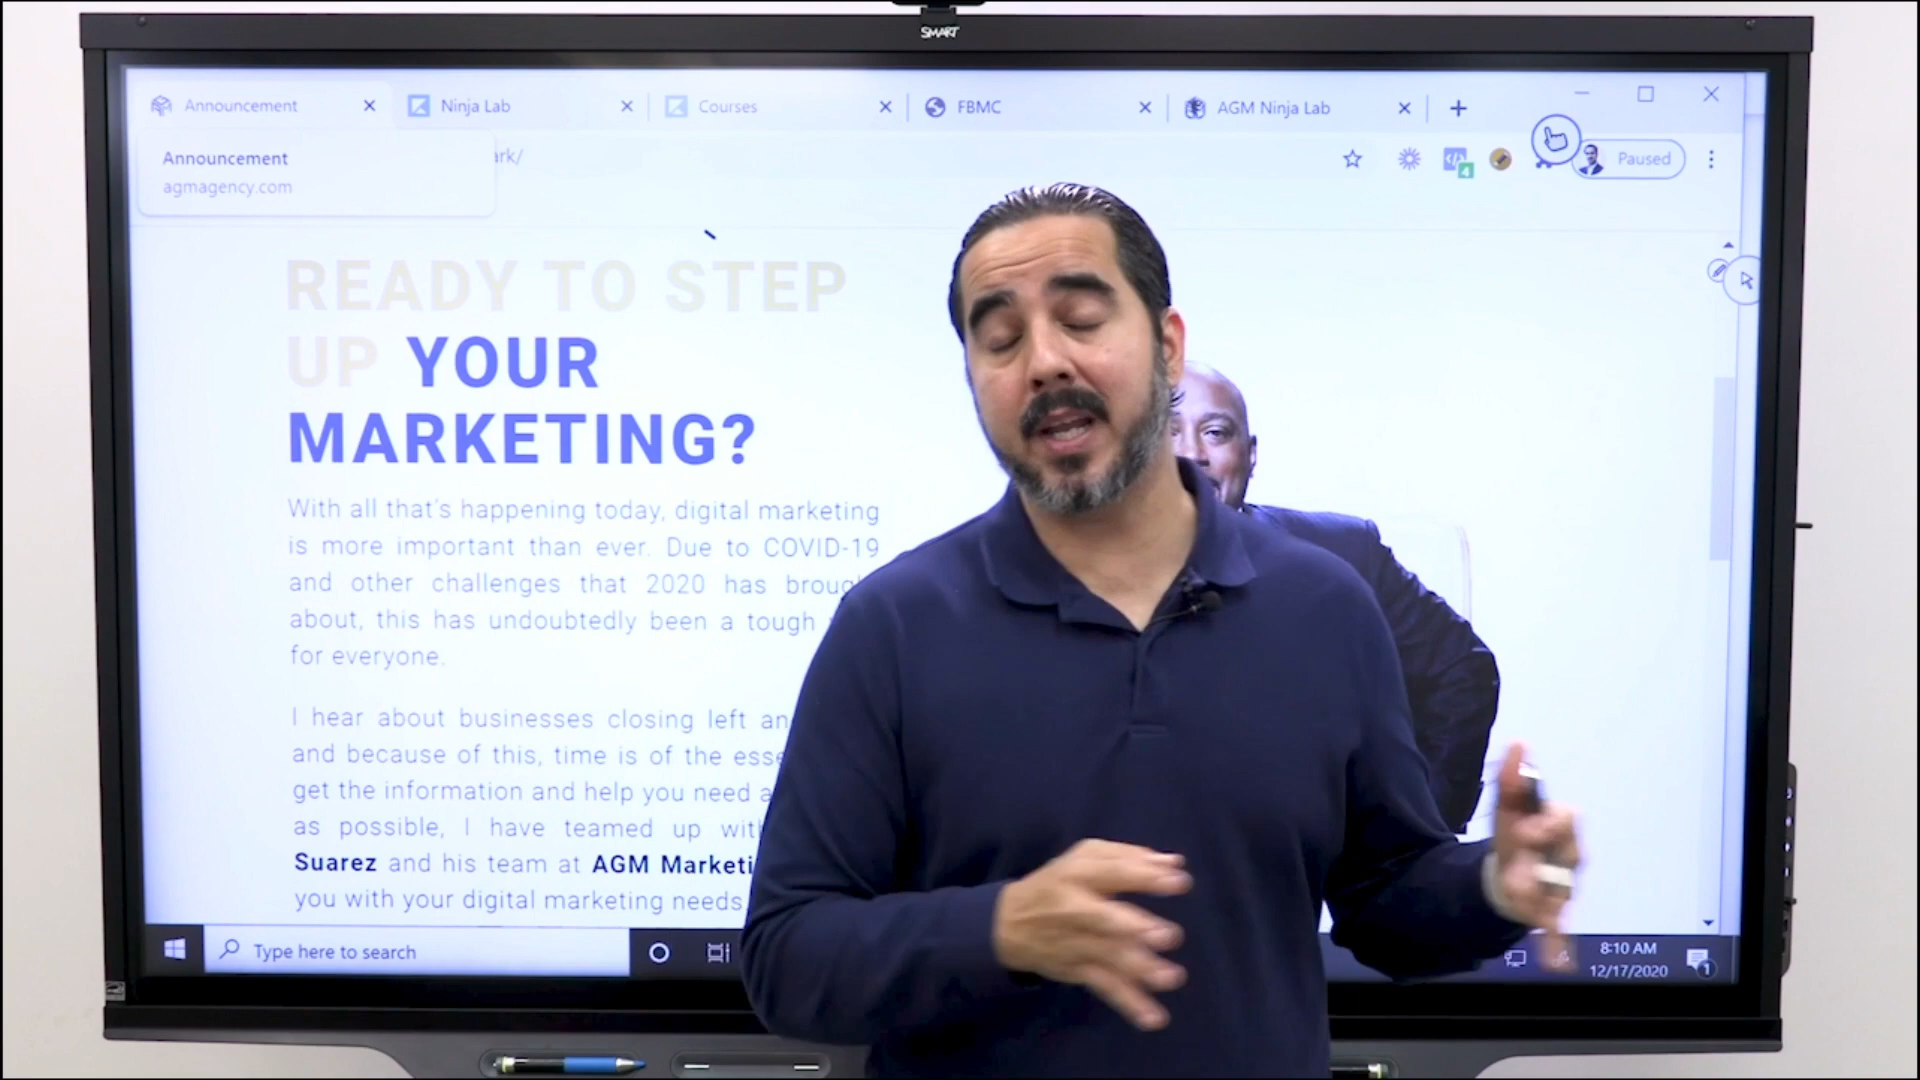 SMART
Announcement
Ninja Lab
Courses
FBMC
AGM Ninja Lab
Announcement
ark/
agmagency.com
4
Paused
READY TO STEP
UP YOUR
MARKETING?
With all that's happening today, digital marketing
is more important than ever. Due to COVID-19
and other challenges that 2020 has brough
about, this has undoubtedly been a tough
for everyone.
I hear about businesses closing left an
and because of this, time is of the esse
get the information and help you need a
as possible, I have teamed up wit
Suarez and his team at AGM Marketi
you with your digital marketing needs
Type here to search
8:10 AM
12/17/2020
1